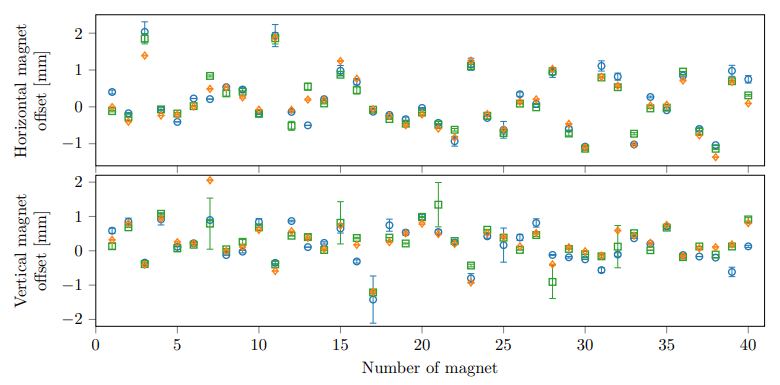 Horizontal magnet
offset [mm]
2
1
0
−1
Vertical magnet
offset [mm]
2
1
0
−1
−2
0 5 10 15 20 25 30 35 40
Number of magnet